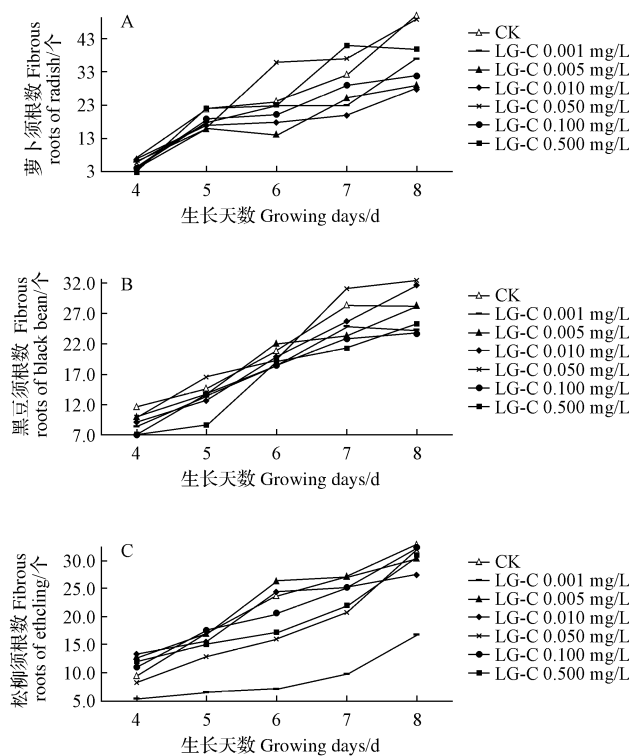 A
43
33
23
13
3
4
5
6
7
8
萝卜须根数 Fibrous
roots of radish/个
生长天数 Growing days/d
CK
LG-C 0.001 mg/L
LG-C 0.005 mg/L
LG-C 0.010 mg/L
LG-C 0.050 mg/L
LG-C 0.100 mg/L
LG-C 0.500 mg/L
B
32.0
27.0
22.0
17.0
12.0
7.0
4
5
6
7
8
黑豆须根数 Fibrous
roots of black bean/个
生长天数 Growing days/d
CK
LG-C 0.001 mg/L
LG-C 0.005 mg/L
LG-C 0.010 mg/L
LG-C 0.050 mg/L
LG-C 0.100 mg/L
LG-C 0.500 mg/L
C
30.0
25.0
20.0
15.0
10.0
5.0
4
5
6
7
8
松柳须根数 Fibrous
roots of ethcling/个
生长天数 Growing days/d
CK
LG-C 0.001 mg/L
LG-C 0.005 mg/L
LG-C 0.010 mg/L
LG-C 0.050 mg/L
LG-C 0.100 mg/L
LG-C 0.500 mg/L